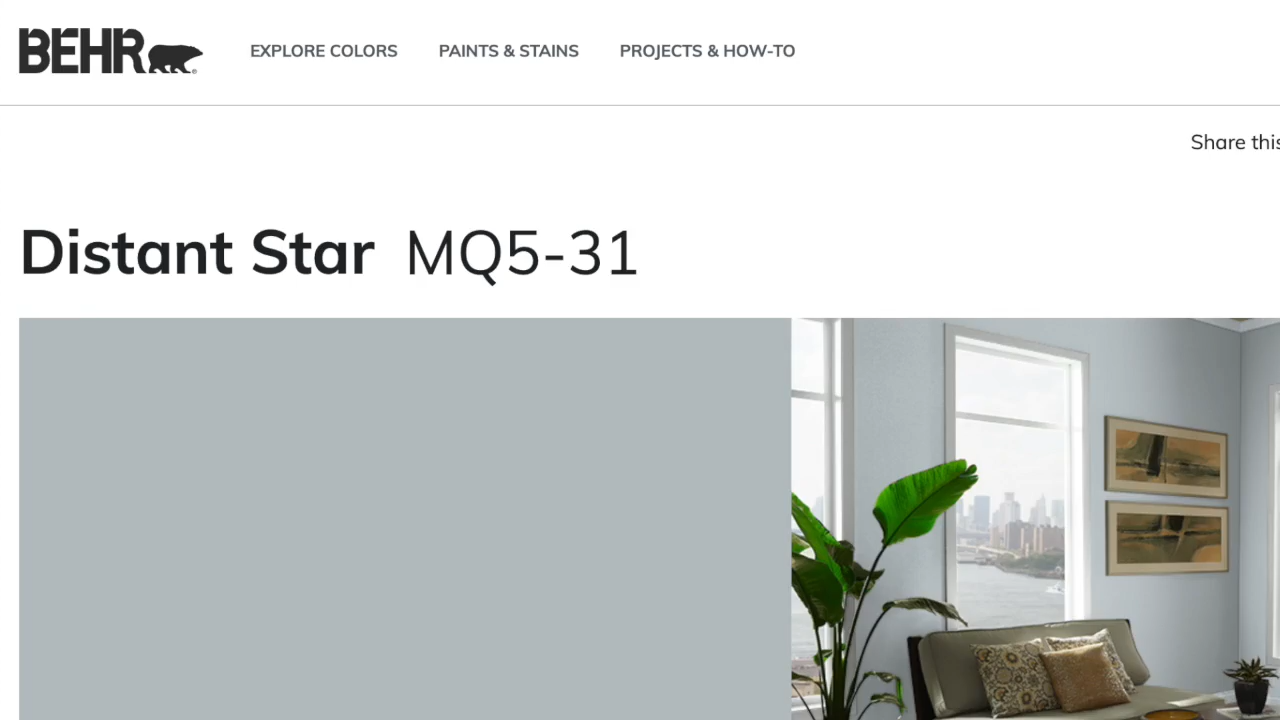 BEHR
EXPLORE COLORS PAINTS & STAINS PROJECTS & HOW-TO
Share this
Distant Star MQ5-31